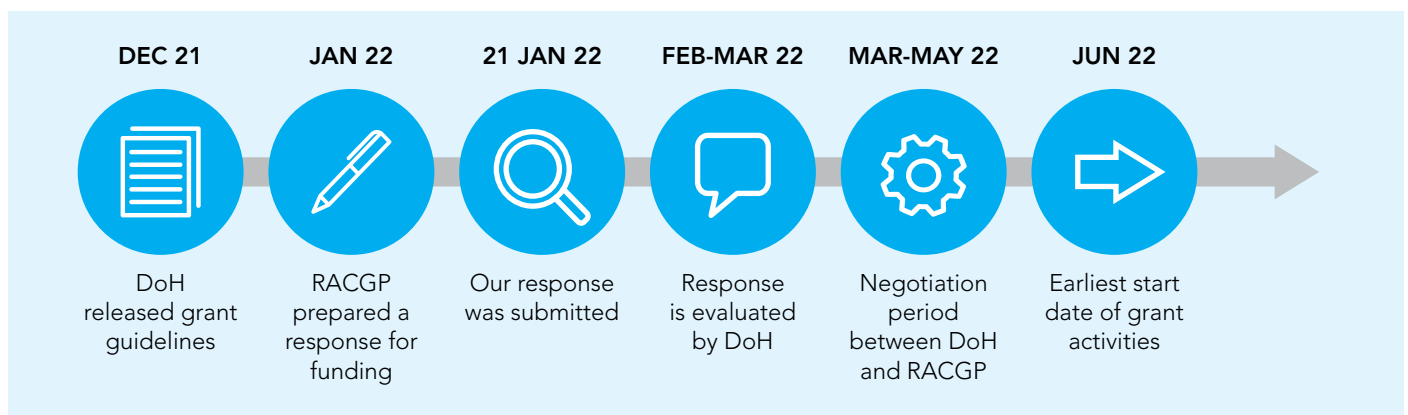 DEC 21
JAN 22
21 JAN 22
FEB-MAR 22
MAR-MAY 22
JUN 22
DoH
released grant
guidelines
RACGP
prepared a
response for
funding
Our response
was submitted
Response
is evaluated
by DoH
Negotiation
period
between DoH
and RACGP
Earliest start
date of grant
activities